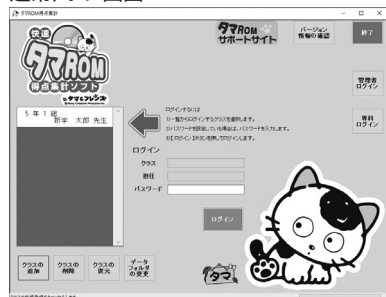 タマROM得点集計
快速
タマROM
得点集計ソフト
タマ&フレンズ
タマROM
サポートサイト
バージョン
情報の確認
終了
管理者
ログイン
専科
ログイン
5 年 1 組
新学 太郎 先生
ログインするには
1)一覧からログインするクラスを選択します。
2)パスワードを設定している場合は、パスワードを入力します。
3)[ログイン]ボタンを押してログインします。
ログイン
クラス
担任
パスワード
ログイン
クラスの
追加
クラスの
削除
クラスの
復元
データ
フォルダ
の変更
タマ